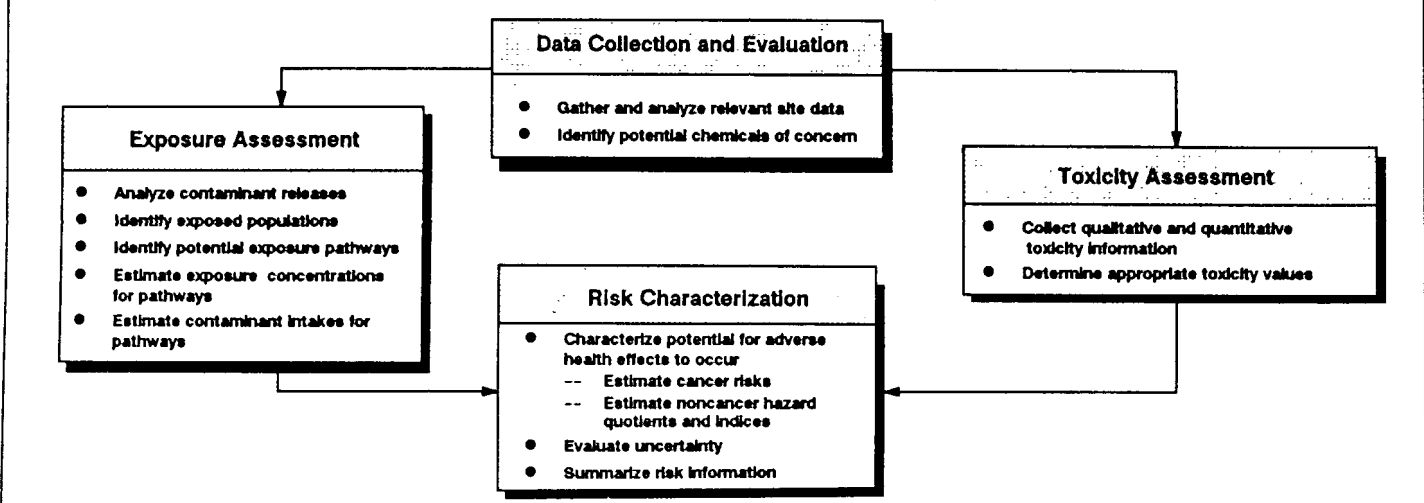 Data Collection and Evaluation
● Gather and analyze relevant site data
● Identify potential chemicals of concern
Exposure Assessment
● Analyze contaminant releases
● Identify exposed populations
● Identify potential exposure pathways
● Estimate exposure concentrations
for pathways
● Estimate contaminant intakes for
pathways
Toxicity Assessment
● Collect qualitative and quantitative
toxicity information
● Determine appropriate toxicity values
Risk Characterization
● Characterize potential for adverse
health effects to occur
-- Estimate cancer risks
-- Estimate noncancer hazard
quotients and indices
● Evaluate uncertainty
● Summarize risk information